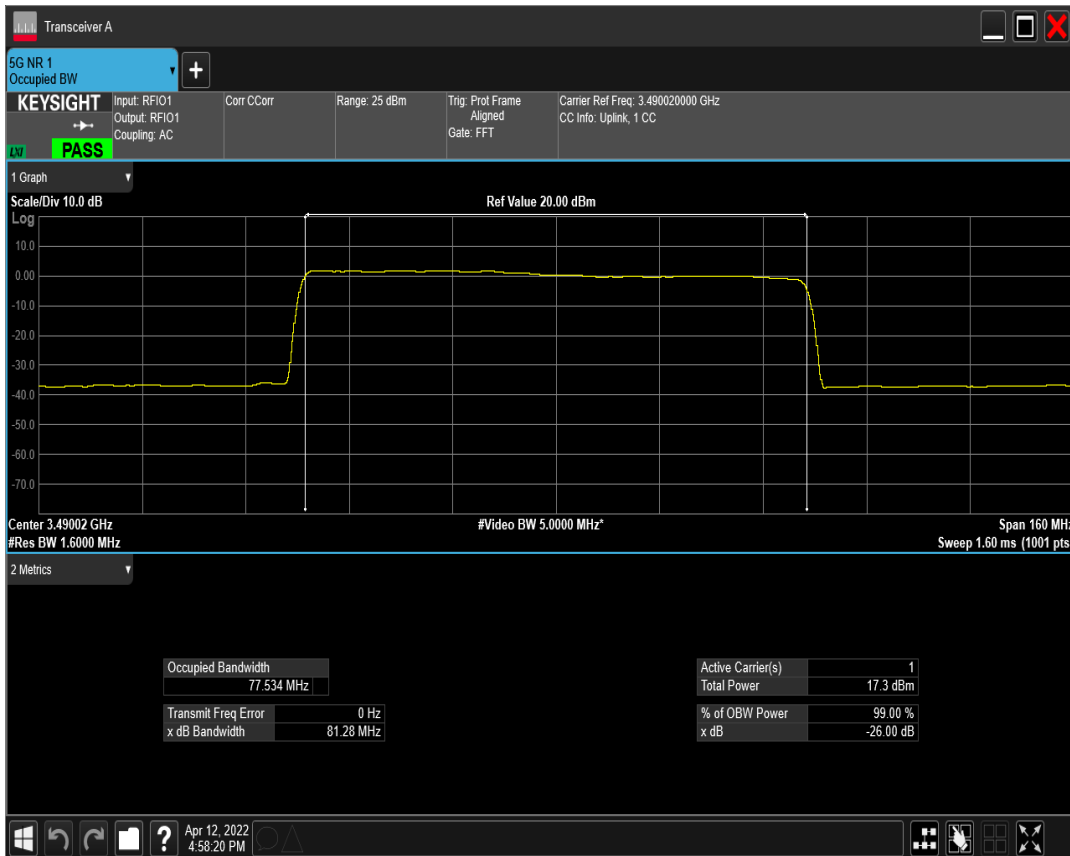 Transceiver A
5G NR 1
Occupied BW
+
KEYSIGHT
LXI
PASS
Input: RFIO1
Output: RFIO1
Coupling: AC
Corr CCorr
Range: 25 dBm
Trig: Prot Frame
Aligned
Gate: FFT
Carrier Ref Freq: 3.490020000 GHz
CC Info: Uplink, 1 CC
1 Graph
Scale/Div 10.0 dB
Ref Value 20.00 dBm
Log
10.0
0.00
-10.0
-20.0
-30.0
-40.0
-50.0
-60.0
-70.0
Center 3.49002 GHz
#Video BW 5.0000 MHz*
Span 160 MHz
#Res BW 1.6000 MHz
Sweep 1.60 ms (1001 pts
2 Metrics
Occupied Bandwidth
77.534 MHz
Transmit Freq Error 0 Hz
x dB Bandwidth 81.28 MHz
Active Carrier(s) 1
Total Power 17.3 dBm
% of OBW Power 99.00 %
x dB -26.00 dB
?
Apr 12, 2022
4:58:20 PM